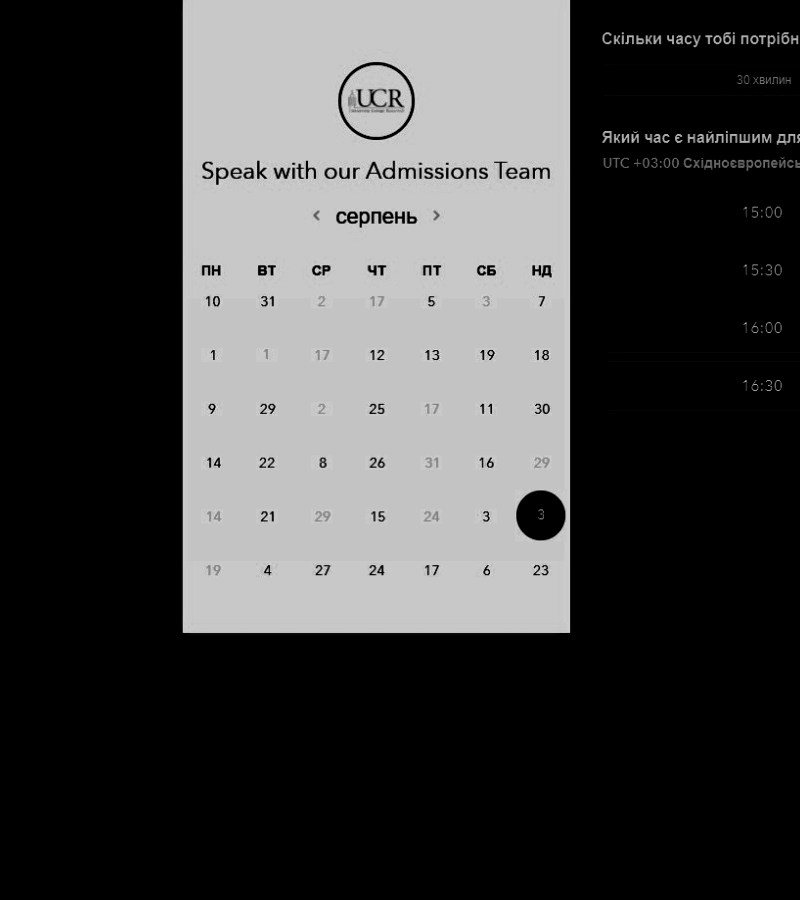 UCR
Speak with our Admissions Team
серпень
ПН ВТ СР ЧТ ПТ СБ НД
10 31 2 17 5 3 7
1 1 17 12 13 19 18
9 29 2 25 17 11 30
14 22 8 26 31 16 29
14 21 29 15 24 3 3
19 4 27 24 17 6 23
Скільки часу тобі
30 хвилин
Який час є найліпшим
UTC +03:00
15:00
15:30
16:00
16:30